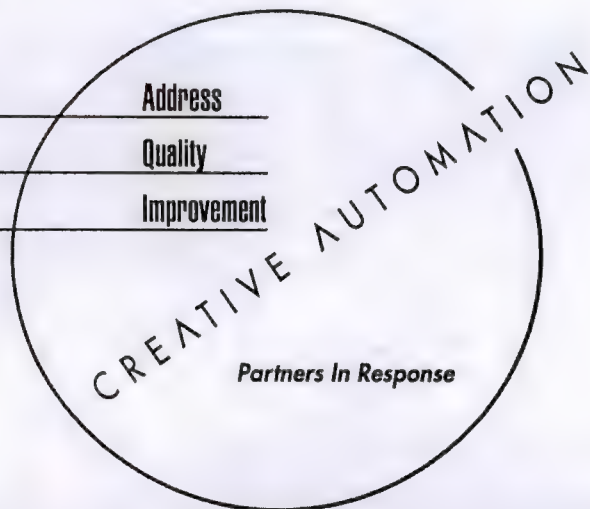 Address
Quality
Improvement
CREATIVE AUTOMATION
Partners In Response